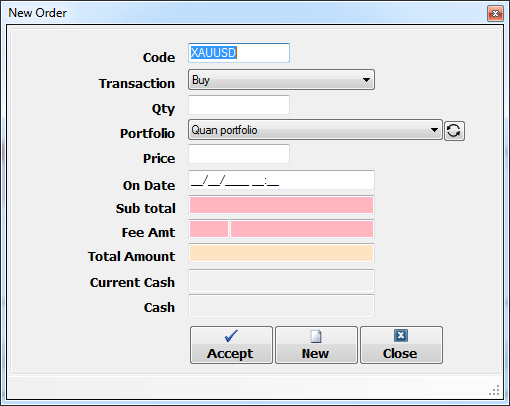 New Order
Code XAUUSD
Transaction Buy
Qty
Portfolio Quan portfolio
Price
On Date __/__/____ __:__
Sub total
Fee Amt
Total Amount
Current Cash
Cash
Accept New Close